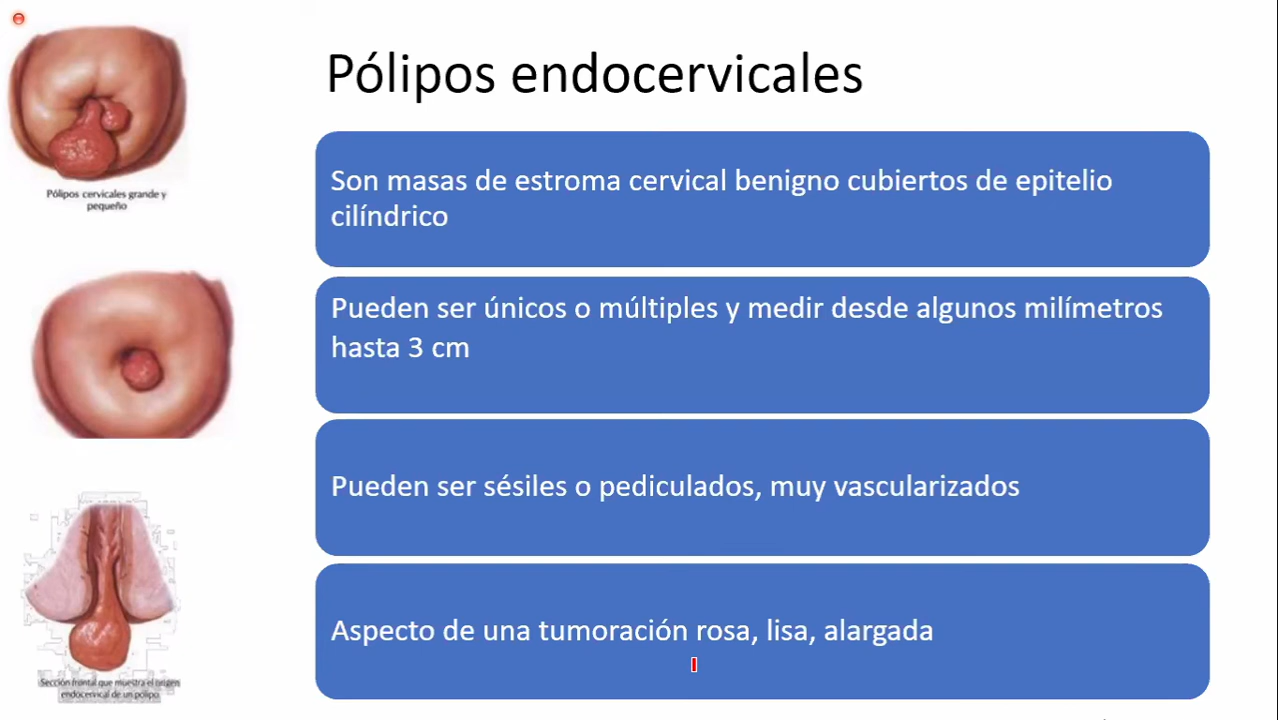 Pólipos endocervicales
Son masas de estroma cervical benigno cubiertos de epitelio
cilíndrico
Pueden ser únicos o múltiples y medir desde algunos milímetros
hasta 3 cm
Pueden ser sésiles o pediculados, muy vascularizados
Aspecto de una tumoración rosa, lisa, alargada
Pólipos cervicales grande y
pequeño
Sección frontal que muestra el origen
endocervical de un pólipo